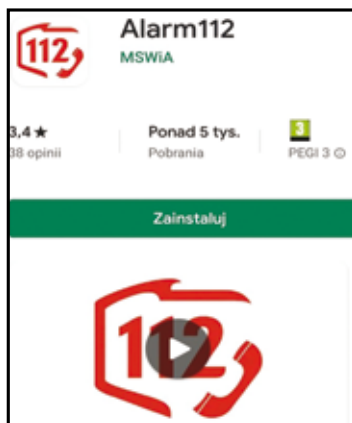 112
Alarm112
MSWiA
3,4 ★
38 opinii
Ponad 5 tys.
Pobrania
3
PEGI 3
Zainstaluj
112